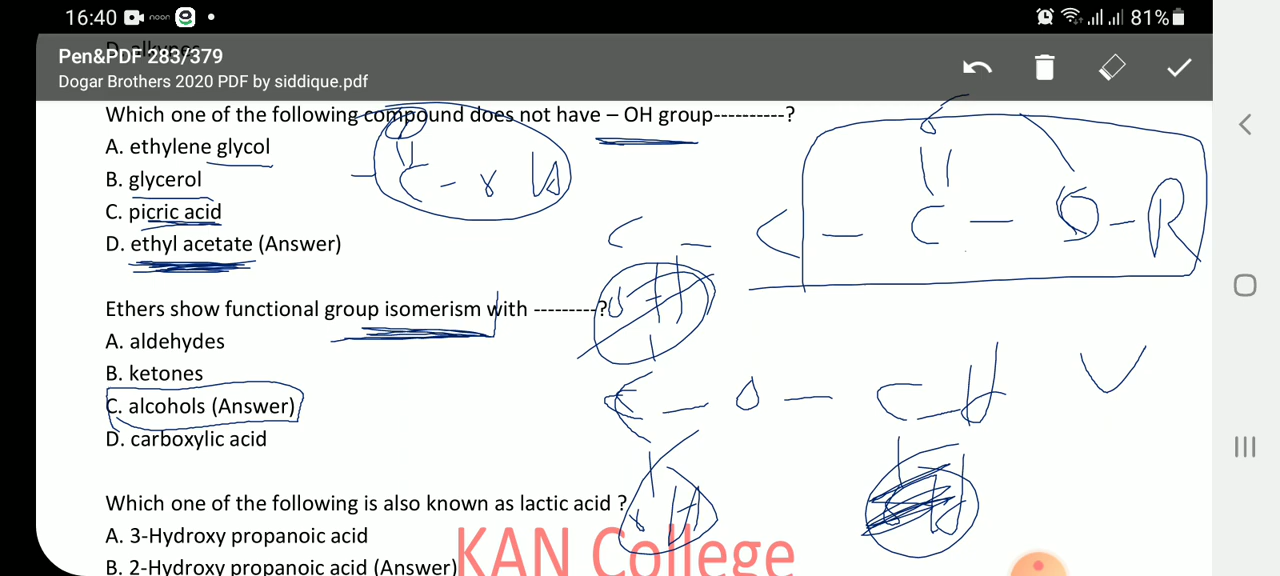 16:40 noon 81%
D. alkynes
Pen&PDF 283/379
Dogar Brothers 2020 PDF by siddique.pdf
Which one of the following compound does not have – OH group----------?
A. ethylene glycol
B. glycerol
C. picric acid
D. ethyl acetate (Answer)
Ethers show functional group isomerism with ---------?
A. aldehydes
B. ketones
C. alcohols (Answer)
D. carboxylic acid
Which one of the following is also known as lactic acid ?
A. 3-Hydroxy propanoic acid
B. 2-Hydroxy propanoic acid (Answer)
KAN College
C – O – R